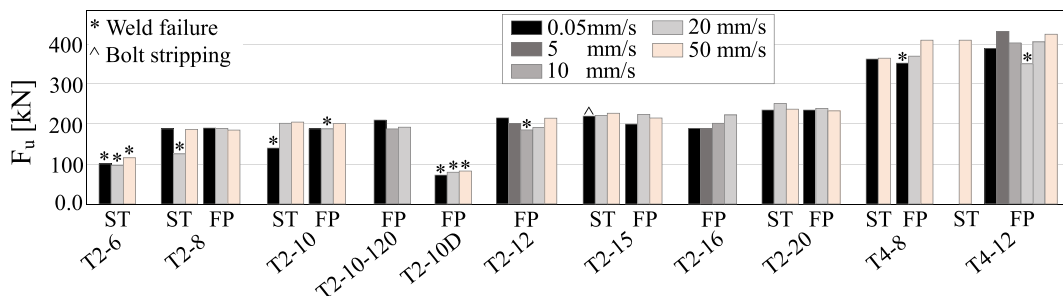 * Weld failure
^ Bolt stripping
0.05mm/s
5 mm/s
10 mm/s
20 mm/s
50 mm/s
Fu [kN]
400
300
200
100
0.0
* * * * * * * ** * ^ * *
ST ST FP ST FP FP FP FP ST FP FP ST FP ST FP ST FP
T2-6 T2-8 T2-10 T2-10-120 T2-10D T2-12 T2-15 T2-16 T2-20 T4-8 T4-12